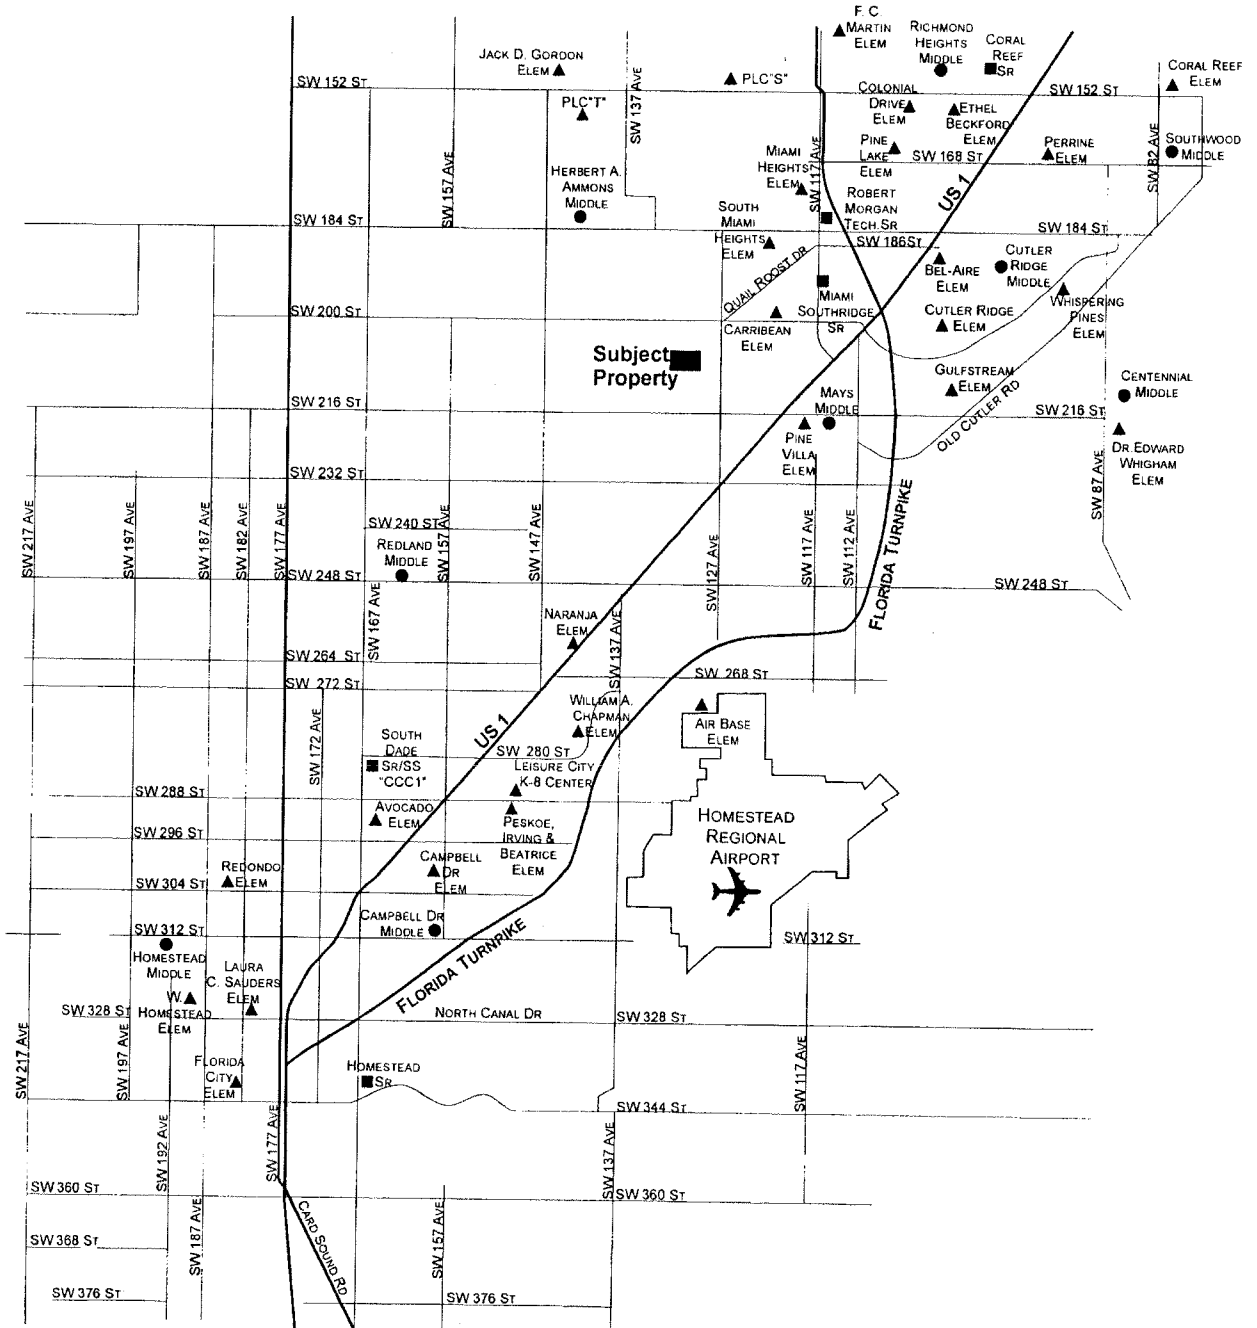 F. C.
MARTIN
ELEM
RICHMOND
HEIGHTS
MIDDLE
CORAL
REEF
SR
JACK D. GORDON
ELEM
PLC"S"
CORAL REEF
ELEM
SW 152 ST
SW 152 ST
PLC"T"
SW 137 AVE
COLONIAL
DRIVE
ELEM
ETHEL
BECKFORD
ELEM
PINE
LAKE
ELEM
SW 168 ST
PERRINE
ELEM
SW 82 AVE
SOUTHWOOD
MIDDLE
SW 157 AVE
HERBERT A.
AMMONS
MIDDLE
MIAMI
HEIGHTS
ELEM
SW 117 AVE
US 1
ROBERT
MORGAN
TECH.SR
SW 184 ST
SOUTH
MIAMI
HEIGHTS
ELEM
SW 184 ST
SW 186ST
QUAIL ROOST DR
BEL-AIRE
ELEM
CUTLER
RIDGE
MIDDLE
MIAMI
SOUTHRIDGE
SR
WHISPERING
PINES
ELEM
SW 200 ST
CARRIBEAN
ELEM
CUTLER RIDGE
ELEM
Subject
Property
GULFSTREAM
ELEM
CENTENNIAL
MIDDLE
SW 216 ST
MAYS
MIDDLE
OLD CUTLER RD
SW 216 ST
PINE
VILLA
ELEM
DR.EDWARD
WHIGHAM
ELEM
SW 232 ST
SW 87 AVE
SW 217 AVE
SW 197 AVE
SW 187 AVE
SW 182 AVE
SW 177 AVE
SW 240 ST
SW 157 AVE
SW 147 AVE
SW 127 AVE
SW 117 AVE
SW 112 AVE
FLORIDA TURNPIKE
REDLAND
MIDDLE
SW 248 ST
SW 248 ST
SW 167 AVE
NARANJA
ELEM
SW 137 AVE
SW 264 ST
SW 268 ST
SW 272 ST
WILLIAM A.
CHAPMAN
ELEM
AIR BASE
ELEM
SW 172 AVE
SOUTH
DADE
SR/SS
"CCC1"
US 1
SW 280 ST
LEISURE CITY
K-8 CENTER
SW 288 ST
AVOCADO
ELEM
PESKOE,
IRVING &
BEATRICE
ELEM
HOMESTEAD
REGIONAL
AIRPORT
SW 296 ST
REDONDO
ELEM
CAMPBELL
DR
ELEM
SW 304 ST
SW 312 ST
CAMPBELL DR
MIDDLE
SW 312 ST
HOMESTEAD
MIDDLE
LAURA
C. SAUDERS
ELEM
FLORIDA TURNPIKE
W.
HOMESTEAD
ELEM
SW 328 ST
NORTH CANAL DR
SW 328 ST
SW 217 AVE
SW 197 AVE
FLORIDA
CITY
ELEM
HOMESTEAD
SR
SW 117 AVE
SW 344 ST
SW 192 AVE
SW 177 AVE
SW 137 AVE
SW 360 ST
SW 360 ST
SW 187 AVE
CARD SOUND RD
SW 157 AVE
SW 368 ST
SW 376 ST
SW 376 ST